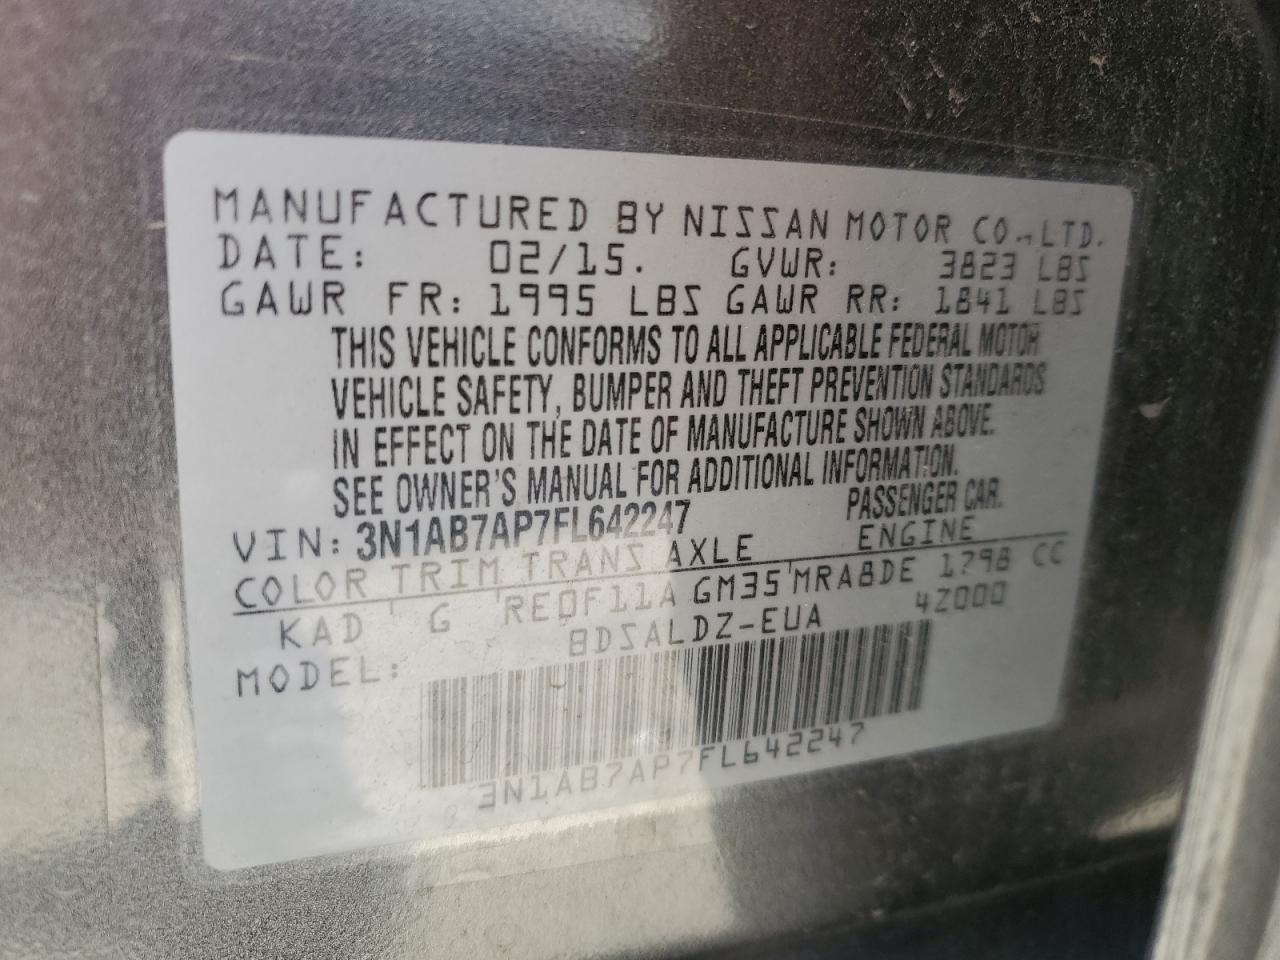 MANUFACTURED BY NISSAN MOTOR CO.,LTD.
DATE: 02/15. GVWR: 3823 LBS
GAWR FR: 1995 LBS GAWR RR: 1841 LBS
THIS VEHICLE CONFORMS TO ALL APPLICABLE FEDERAL MOTOR
VEHICLE SAFETY, BUMPER AND THEFT PREVENTION STANDARDS
IN EFFECT ON THE DATE OF MANUFACTURE SHOWN ABOVE.
SEE OWNER'S MANUAL FOR ADDITIONAL INFORMATION.
VIN: 3N1AB7AP7FL642247 PASSENGER CAR.
COLOR TRIM TRANS AXLE ENGINE
KAD G RE0F11A GM35 MRA8DE 1798 CC
MODEL: BDSALDZ-EUA 4Z000
3N1AB7AP7FL642247